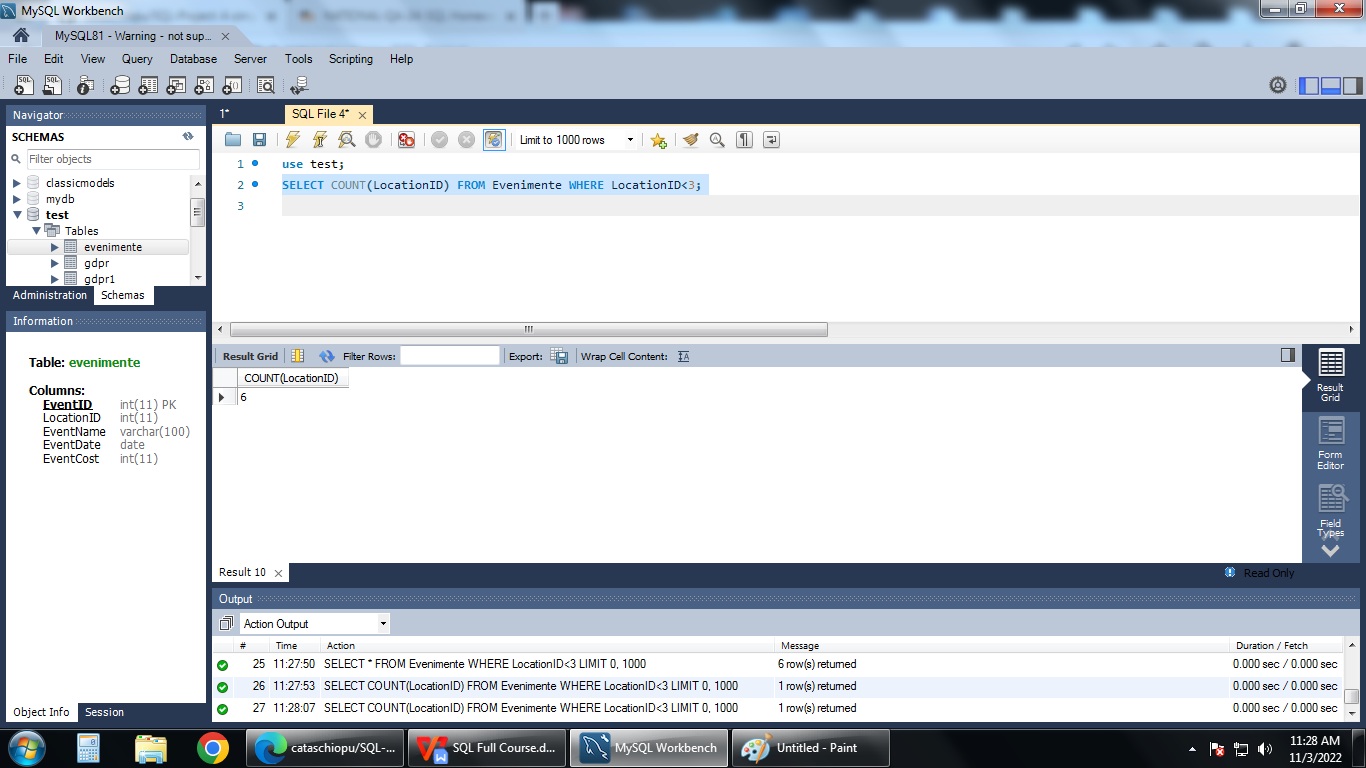 MySQL Workbench
MySQL81 - Warning - not sup... ×
File Edit View Query Database Server Tools Scripting Help
Navigator
SCHEMAS
Filter objects
classicmodels
mydb
test
Tables
evenimente
gdpr
gdpr1
Administration Schemas
Information
Table: evenimente
Columns:
EventID int(11) PK
LocationID int(11)
EventName varchar(100)
EventDate date
EventCost int(11)
Object Info Session
1* SQL File 4* ×
Limit to 1000 rows
1 use test;
2 SELECT COUNT(LocationID) FROM Evenimente WHERE LocationID<3;
3
Result Grid Filter Rows: Export: Wrap Cell Content:
COUNT(LocationID)
6
Result Grid
Form Editor
Field Types
Result 10 ×
Read Only
Output
Action Output
# Time Action Message Duration / Fetch
25 11:27:50 SELECT * FROM Evenimente WHERE LocationID<3 LIMIT 0, 1000 6 row(s) returned 0.000 sec / 0.000 sec
26 11:27:53 SELECT COUNT(LocationID) FROM Evenimente WHERE LocationID<3 LIMIT 0, 1000 1 row(s) returned 0.000 sec / 0.000 sec
27 11:28:07 SELECT COUNT(LocationID) FROM Evenimente WHERE LocationID<3 LIMIT 0, 1000 1 row(s) returned 0.000 sec / 0.000 sec
cataschiopu/SQL-... SQL Full Course.d... MySQL Workbench Untitled - Paint
11:28 AM
11/3/2022